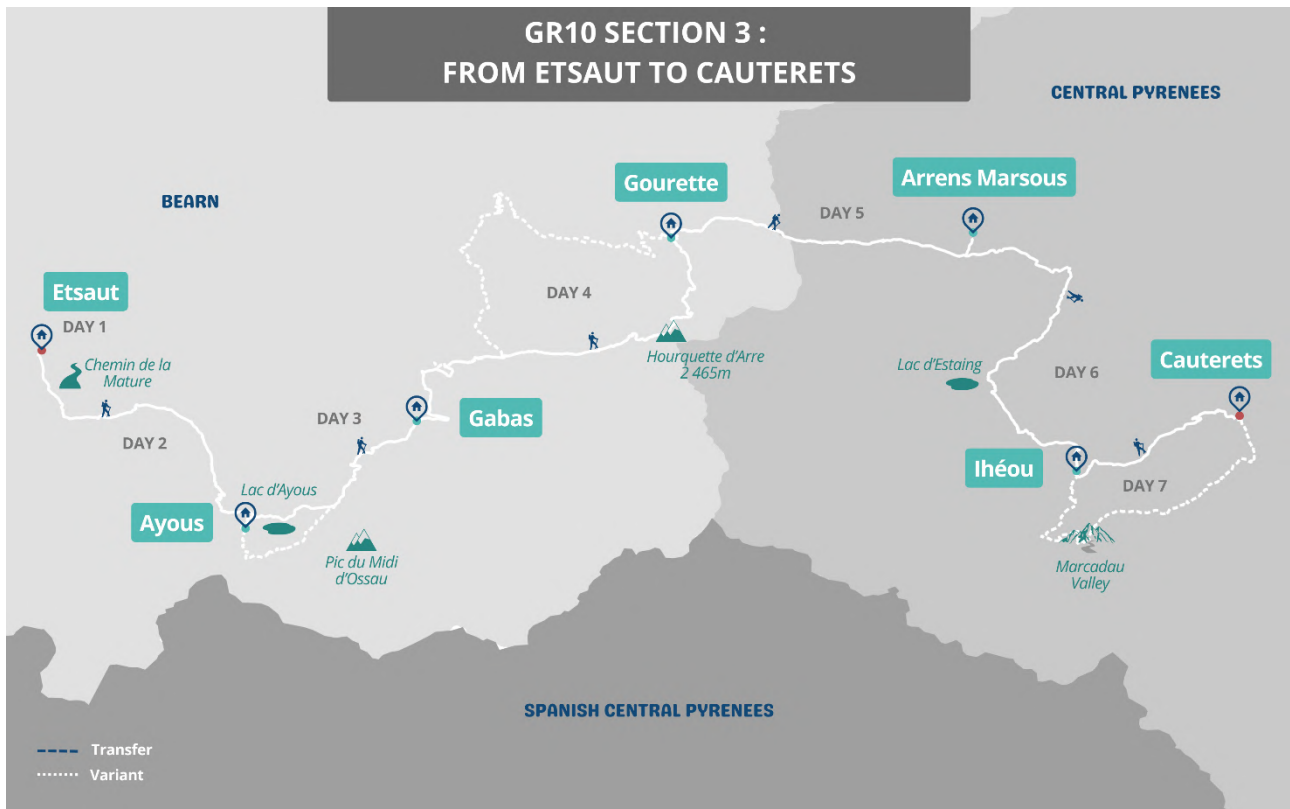 GR10 SECTION 3 :
FROM ETSAUT TO CAUTERETS
CENTRAL PYRENEES
BEARN
Gourette
Arrens Marsous
DAY 5
Etsaut
DAY 1
DAY 4
Chemin de la
Mature
Hourquette d'Arre
2 465m
Lac d'Estaing
DAY 6
Cauterets
DAY 3
Gabas
DAY 2
Ihéou
DAY 7
Lac d'Ayous
Ayous
Pic du Midi
d'Ossau
Marcadau
Valley
SPANISH CENTRAL PYRENEES
Transfer
Variant